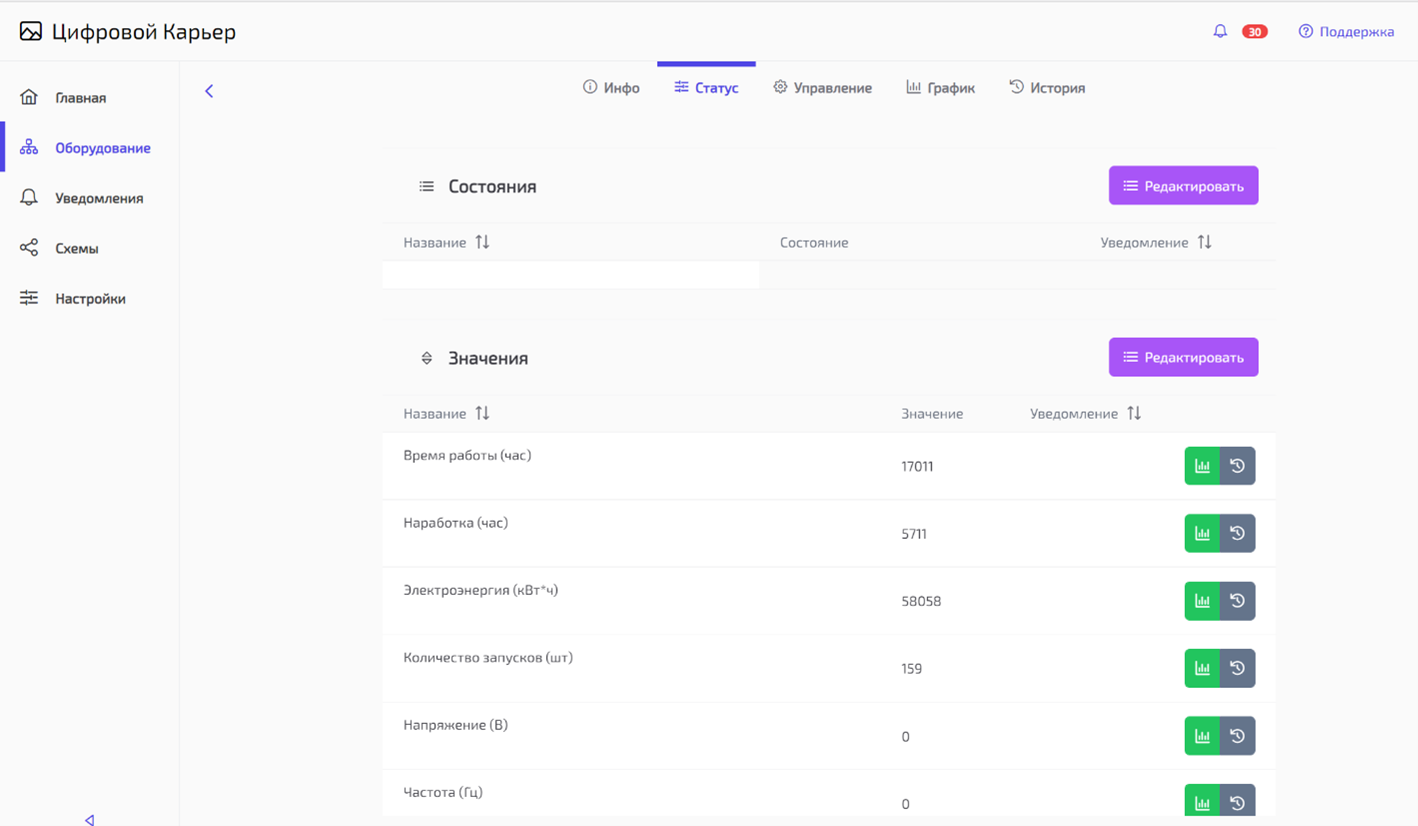 Цифровой Карьер
30
Поддержка
Главная
Оборудование
Уведомления
Схемы
Настройки
Инфо
Статус
Управление
График
История
Состояния
Редактировать
Название
Состояние
Уведомление
Значения
Редактировать
Название
Значение
Уведомление
Время работы (час)
17011
Наработка (час)
5711
Электроэнергия (кВт*ч)
58058
Количество запусков (шт)
159
Напряжение (В)
0
Частота (Гц)
0